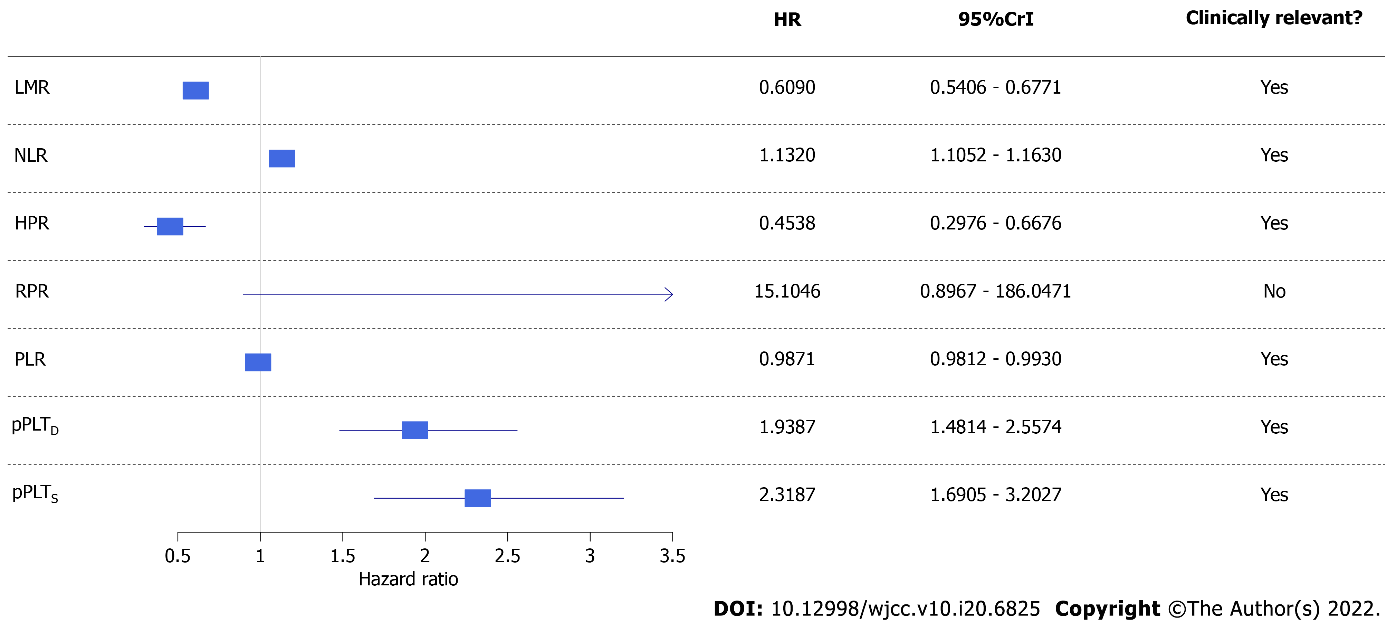 HR 95%CrI Clinically relevant?
LMR 0.6090 0.5406 - 0.6771 Yes
NLR 1.1320 1.1052 - 1.1630 Yes
HPR 0.4538 0.2976 - 0.6676 Yes
RPR 15.1046 0.8967 - 186.0471 No
PLR 0.9871 0.9812 - 0.9930 Yes
pPLTD 1.9387 1.4814 - 2.5574 Yes
pPLTS 2.3187 1.6905 - 3.2027 Yes
0.5 1 1.5 2 2.5 3 3.5
Hazard ratio
DOI: 10.12998/wjcc.v10.i20.6825 Copyright ©The Author(s) 2022.